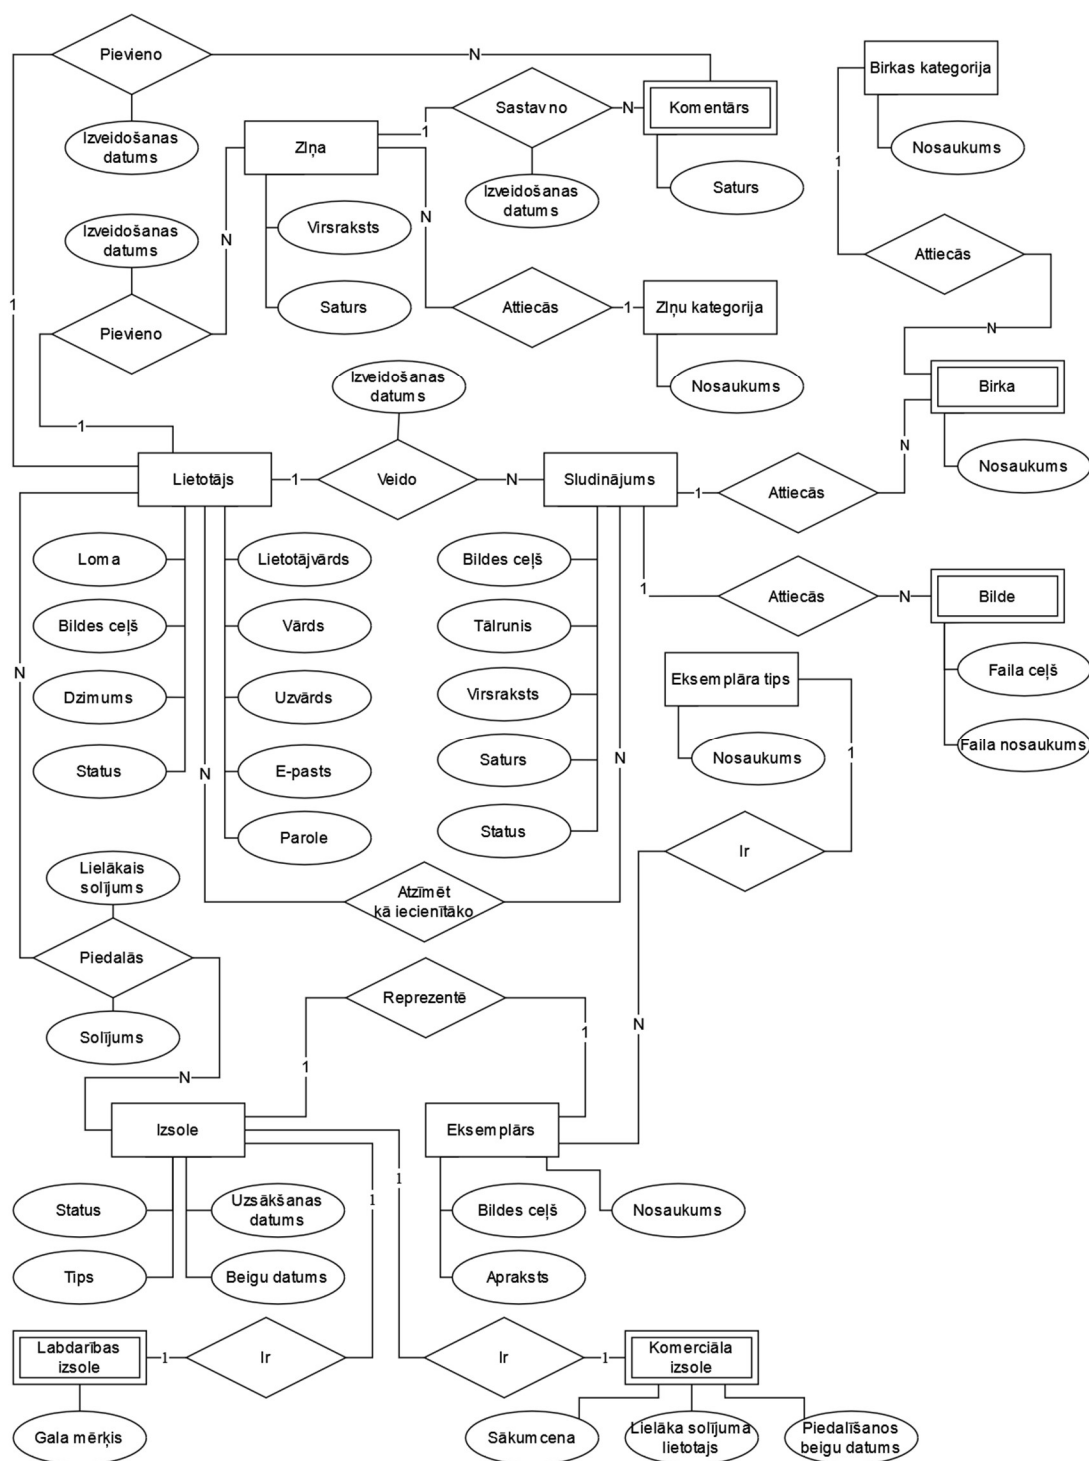 Pievieno
N
Birkas kategorija
Izveidošanas
datums
Sastav no
N
Komentārs
1
Zlņa
Nosaukums
Izveidošanas
datums
Saturs
1
Izveidošanas
datums
Virsraksts
N
N
Attiecās
Saturs
Attiecās
1
Zlņu kategorija
1
Pievieno
N
Izveidošanas
datums
Nosaukums
Birka
1
N
Nosaukums
Lietotājs
1
Veido
N
Sludinājums
1
Attiecās
Loma
Lietotājvārds
Bildes ceļš
1
Attiecās
N
Bilde
Bildes ceļš
Vārds
Tālrunis
N
Eksemplāra tips
Faila ceļš
Dzimums
Uzvārds
Virsraksts
Nosaukums
Faila nosaukums
1
Status
N
E-pasts
Saturs
N
Parole
Status
Ir
Lielākais
solījums
Atzīmēt
kā iecienītāko
Piedalās
Reprezentē
Solījums
N
1
1
N
Izsole
Eksemplārs
Status
Uzsākšanas
datums
1
1
Bildes ceļš
Nosaukums
Tips
Beigu datums
Apraksts
Labdarības
izsole
1
Ir
Ir
1
Komerciāla
izsole
Gala mērķis
Sākumcena
Lielāka solījuma
lietotajs
Piedalīšanos
beigu datums